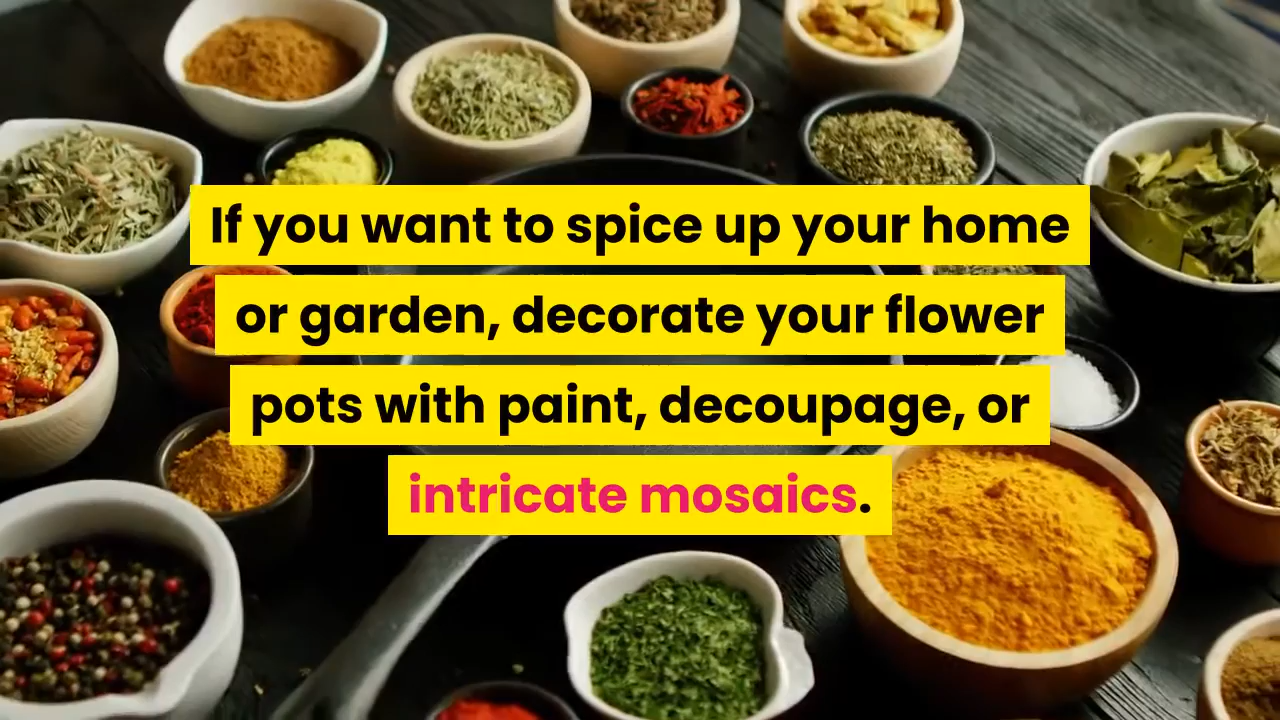 If you want to spice up your home
or garden, decorate your flower
pots with paint, decoupage, or
intricate mosaics.